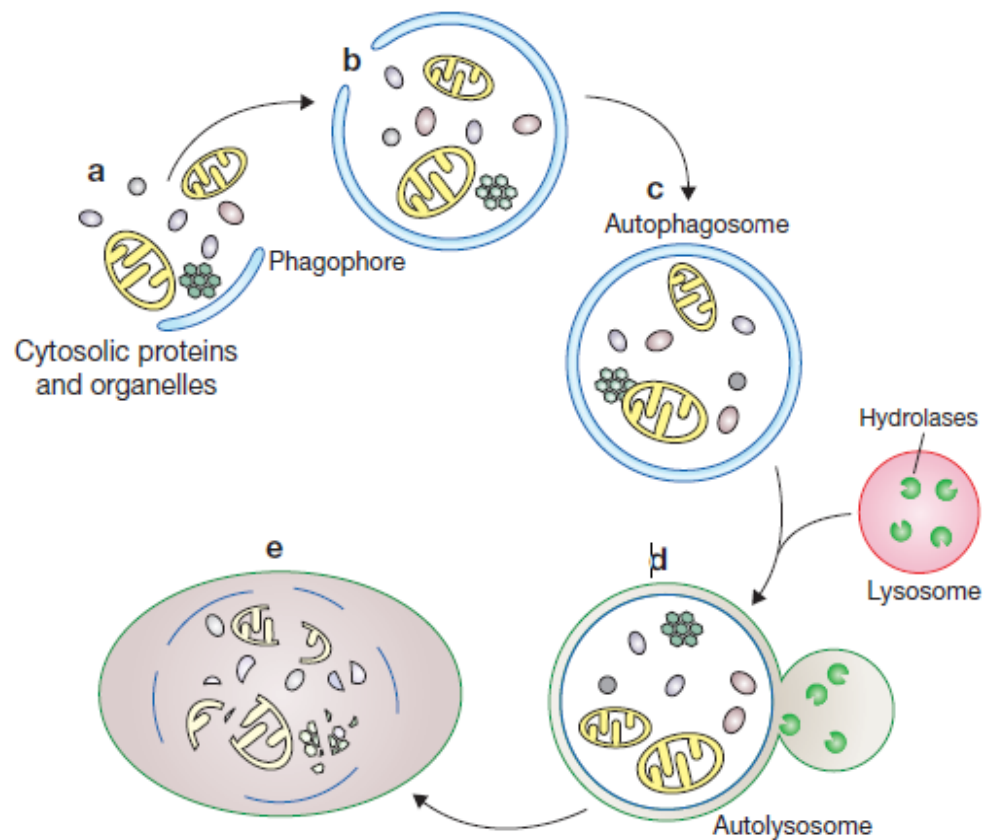 a
b
c
Autophagosome
Phagophore
Cytosolic proteins
and organelles
Hydrolases
Lysosome
d
e
Autolysosome